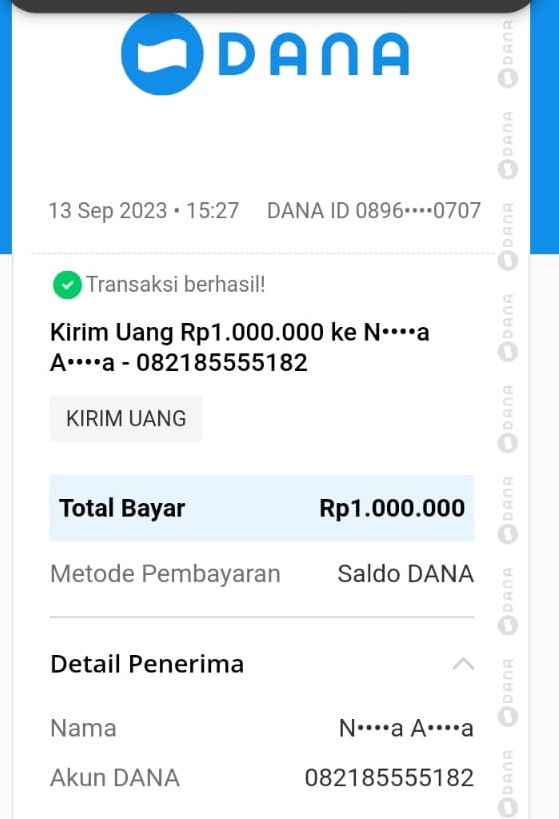 DANA
13 Sep 2023 • 15:27 DANA ID 0896••••0707
Transaksi berhasil!
Kirim Uang Rp1.000.000 ke N••••a
A••••a - 082185555182
KIRIM UANG
Total Bayar Rp1.000.000
Metode Pembayaran Saldo DANA
Detail Penerima
Nama N••••a A••••a
Akun DANA 082185555182
DANA
DANA
DANA
DANA
DANA
DANA
DANA
DANA
DANA